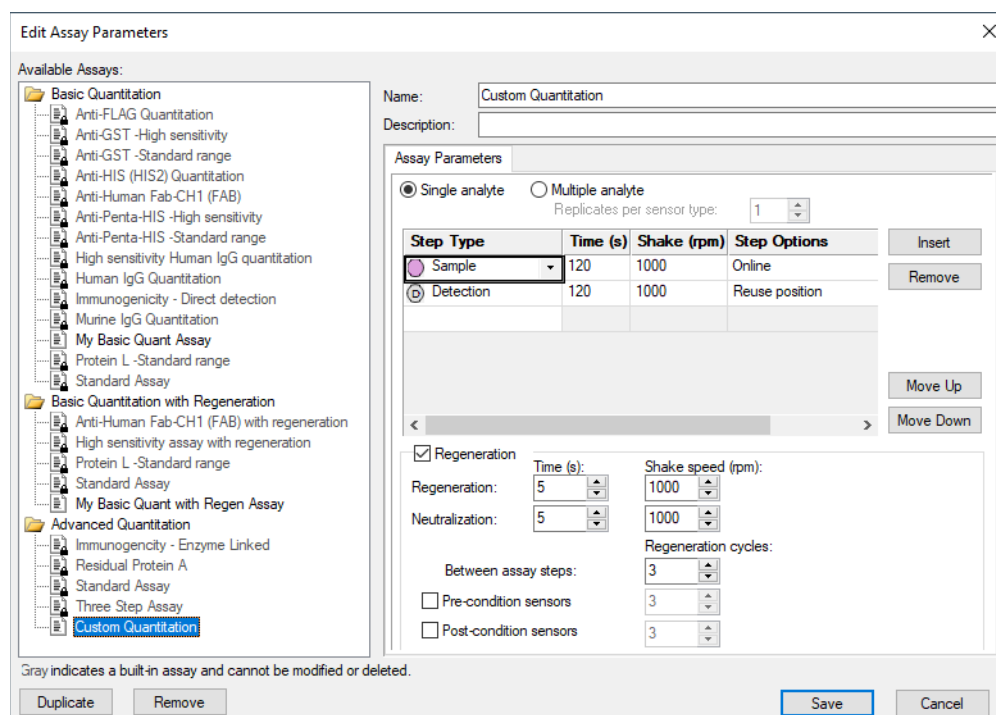 Edit Assay Parameters
Available Assays:
Basic Quantitation
Anti-FLAG Quantitation
Anti-GST -High sensitivity
Anti-GST -Standard range
Anti-HIS (HIS2) Quantitation
Anti-Human Fab-CH1 (FAB)
Anti-Penta-HIS -High sensitivity
Anti-Penta-HIS -Standard range
High sensitivity Human IgG quantitation
Human IgG Quantitation
Immunogenicity - Direct detection
Murine IgG Quantitation
My Basic Quant Assay
Protein L -Standard range
Standard Assay
Basic Quantitation with Regeneration
Anti-Human Fab-CH1 (FAB) with regeneration
High sensitivity assay with regeneration
Protein L -Standard range
Standard Assay
My Basic Quant with Regen Assay
Advanced Quantitation
Immunogencity - Enzyme Linked
Residual Protein A
Standard Assay
Three Step Assay
Custom Quantitation
Gray indicates a built-in assay and cannot be modified or deleted.
Duplicate Remove
Name: Custom Quantitation
Description:
Assay Parameters
Single analyte Multiple analyte
Replicates per sensor type: 1
Step Type Time (s) Shake (rpm) Step Options
Sample 120 1000 Online
D Detection 120 1000 Reuse position
Insert
Remove
Move Up
Move Down
Regeneration
Time (s): Shake speed (rpm):
Regeneration: 5 1000
Neutralization: 5 1000
Regeneration cycles:
Between assay steps: 3
Pre-condition sensors 3
Post-condition sensors 3
Save Cancel